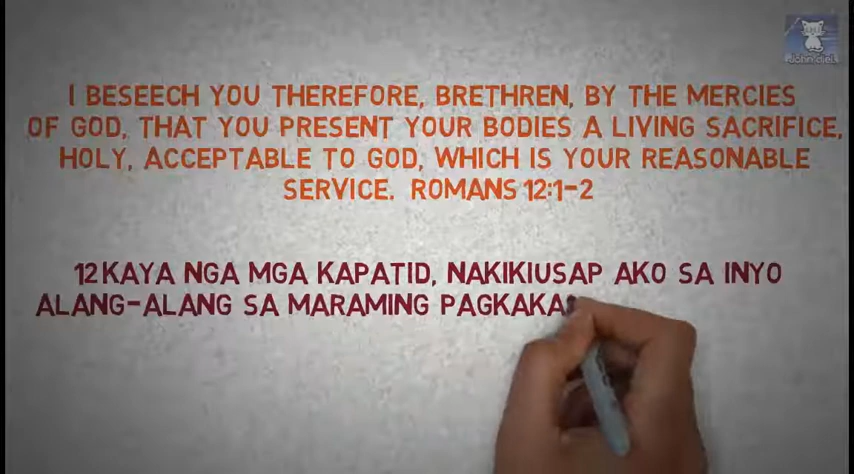 I BESEECH YOU THEREFORE, BRETHREN, BY THE MERCIES
OF GOD, THAT YOU PRESENT YOUR BODIES A LIVING SACRIFICE,
HOLY, ACCEPTABLE TO GOD, WHICH IS YOUR REASONABLE
SERVICE. ROMANS 12:1-2
12KAYA NGA MGA KAPATID, NAKIKIUSAP AKO SA INYO
ALANG-ALANG SA MARAMING PAGKAKA